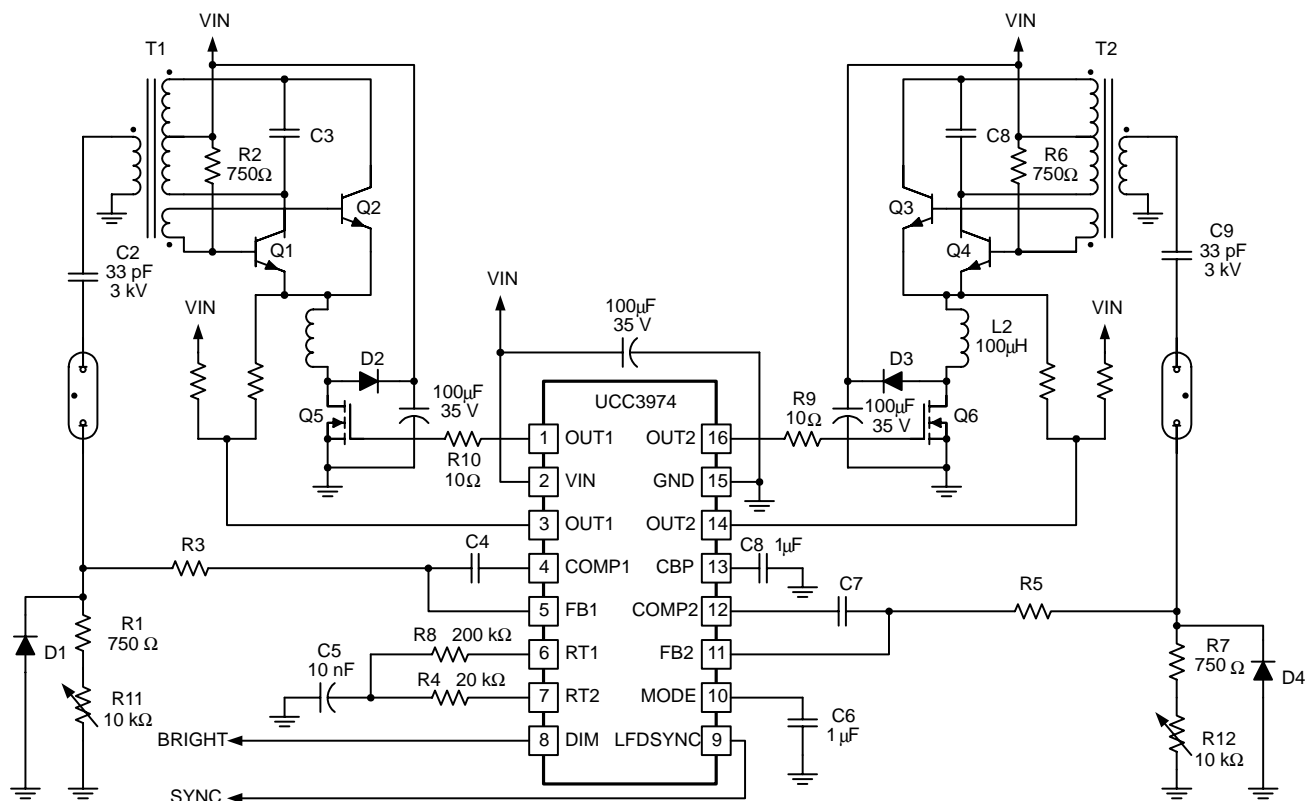 VIN
VIN
T1
T2
C3
R2
750Ω
C8
R6
750Ω
Q2
Q3
Q1
Q4
C2
33 pF
3 kV
C9
33 pF
3 kV
VIN
VIN
VIN
100µF
35 V
L2
100µH
D2
D3
100µF
35 V
UCC3974
R9
10Ω
100µF
35 V
Q5
Q6
R10
10Ω
1 OUT1
OUT2 16
2 VIN
GND 15
3 OUT1
OUT2 14
R3
C4
4 COMP1
CBP 13
C8 1µF
C7
R5
5 FB1
COMP2 12
R1
750 Ω
R8 200 kΩ
6 RT1
FB2 11
R7
750 Ω
D1
C5
10 nF
R4 20 kΩ
7 RT2
MODE 10
D4
R11
10 kΩ
C6
1 µF
R12
10 kΩ
BRIGHT
8 DIM
LFDSYNC 9
SYNC